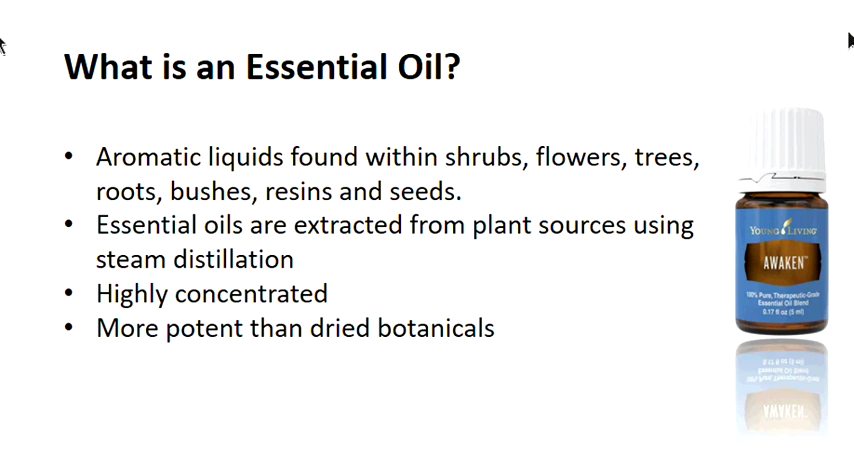 What is an Essential Oil?
• Aromatic liquids found within shrubs, flowers, trees,
roots, bushes, resins and seeds.
• Essential oils are extracted from plant sources using
steam distillation
• Highly concentrated
• More potent than dried botanicals
YOUNG LIVING
AWAKEN™
100% Pure, Therapeutic-Grade
Essential Oil Blend
0.17 fl oz (5 ml)